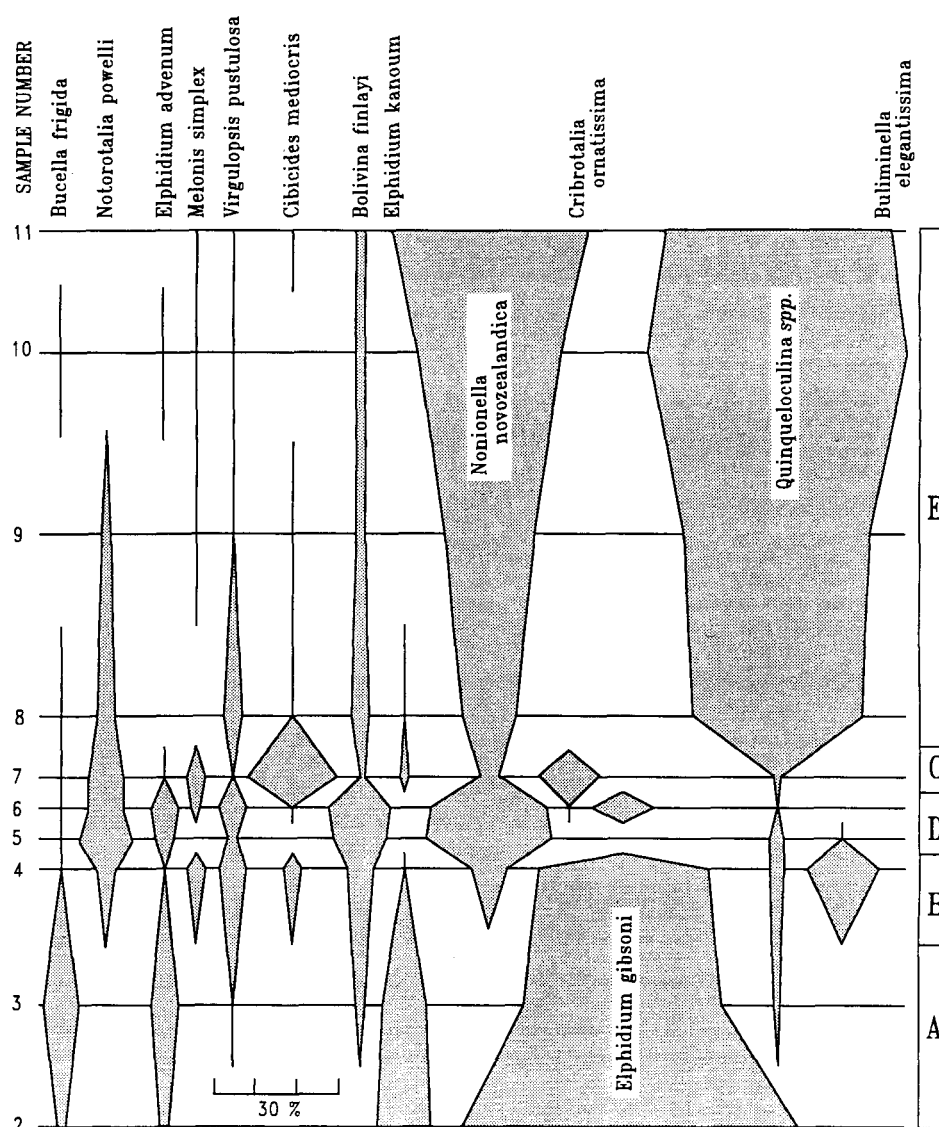 SAMPLE NUMBER
Bucella frigida
Notorotalia powelli
Elphidium advenum
Melonis simplex
Virgulopsis pustulosa
Cibicides mediocris
Bolivina finlayi
Elphidium kanoum
Cribrotalia
ornatissima
Buliminella
elegantissima
11
10
9
8
7
6
5
4
3
2
Nonionella
novozealandica
Quinqueloculina spp.
Elphidium gibsoni
30 %
E
C
D
B
A